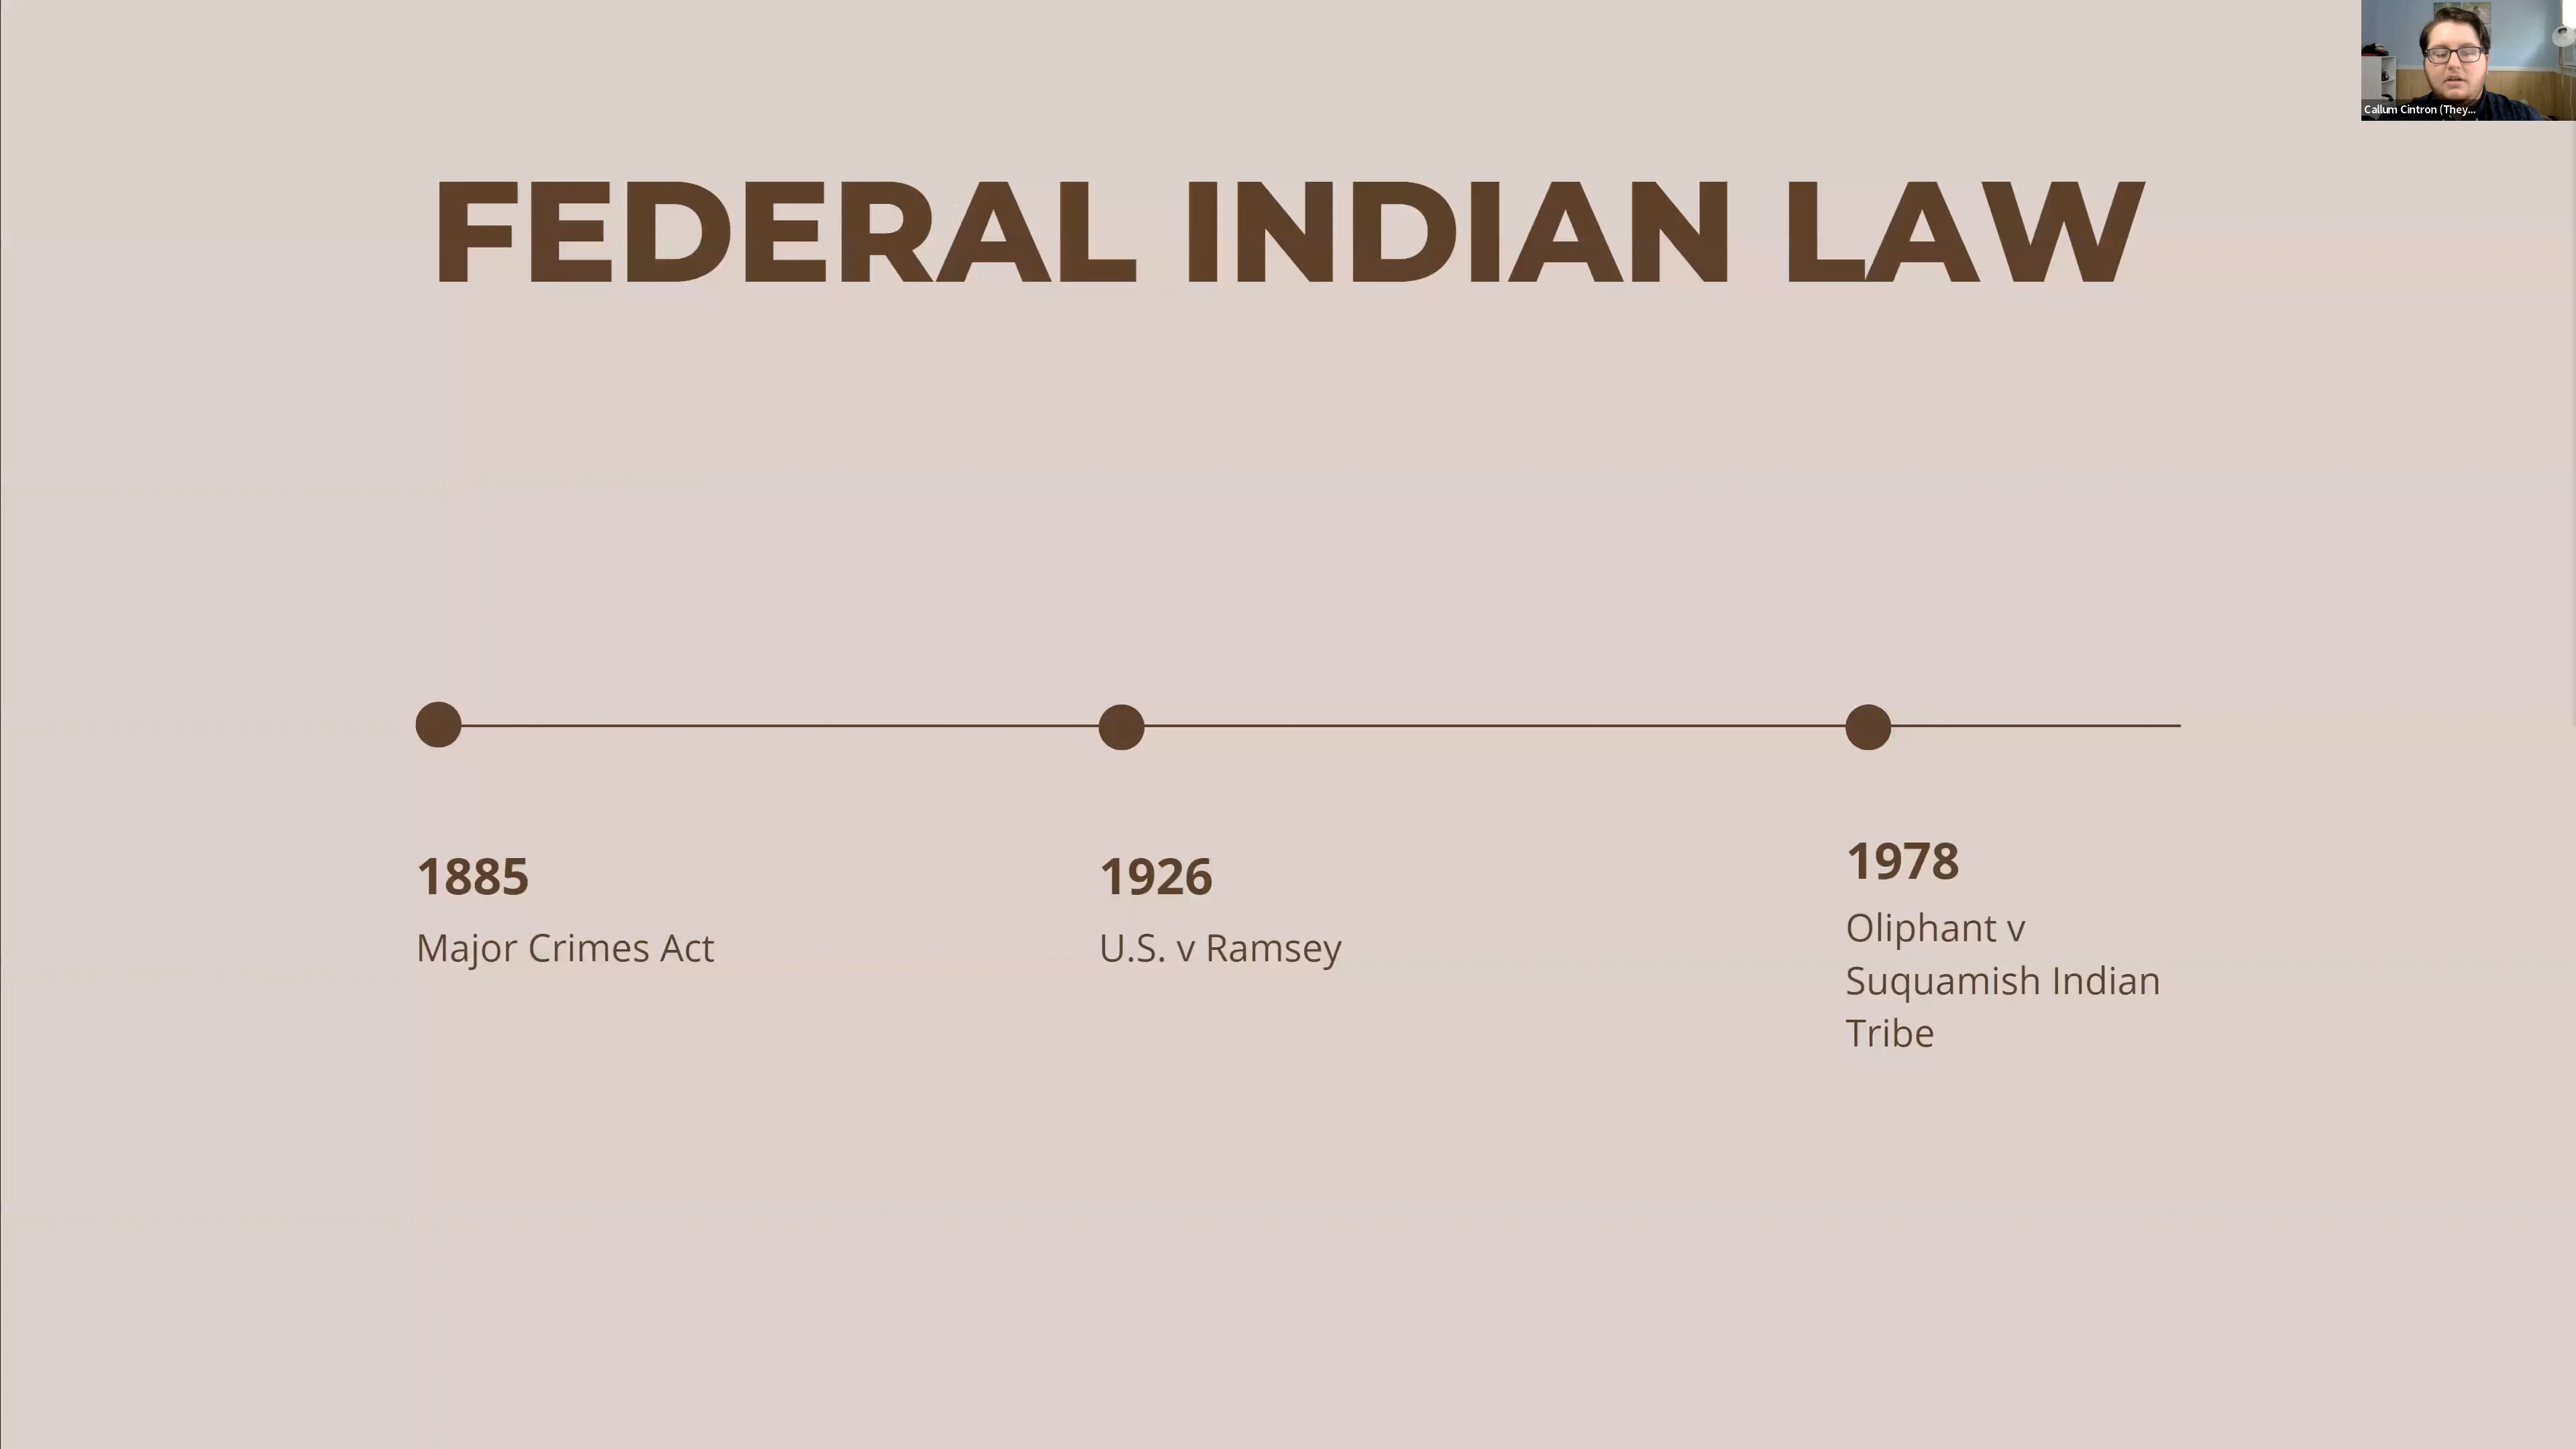 Callum Cintron (They...
FEDERAL INDIAN LAW
1885
Major Crimes Act
1926
U.S. v Ramsey
1978
Oliphant v
Suquamish Indian
Tribe